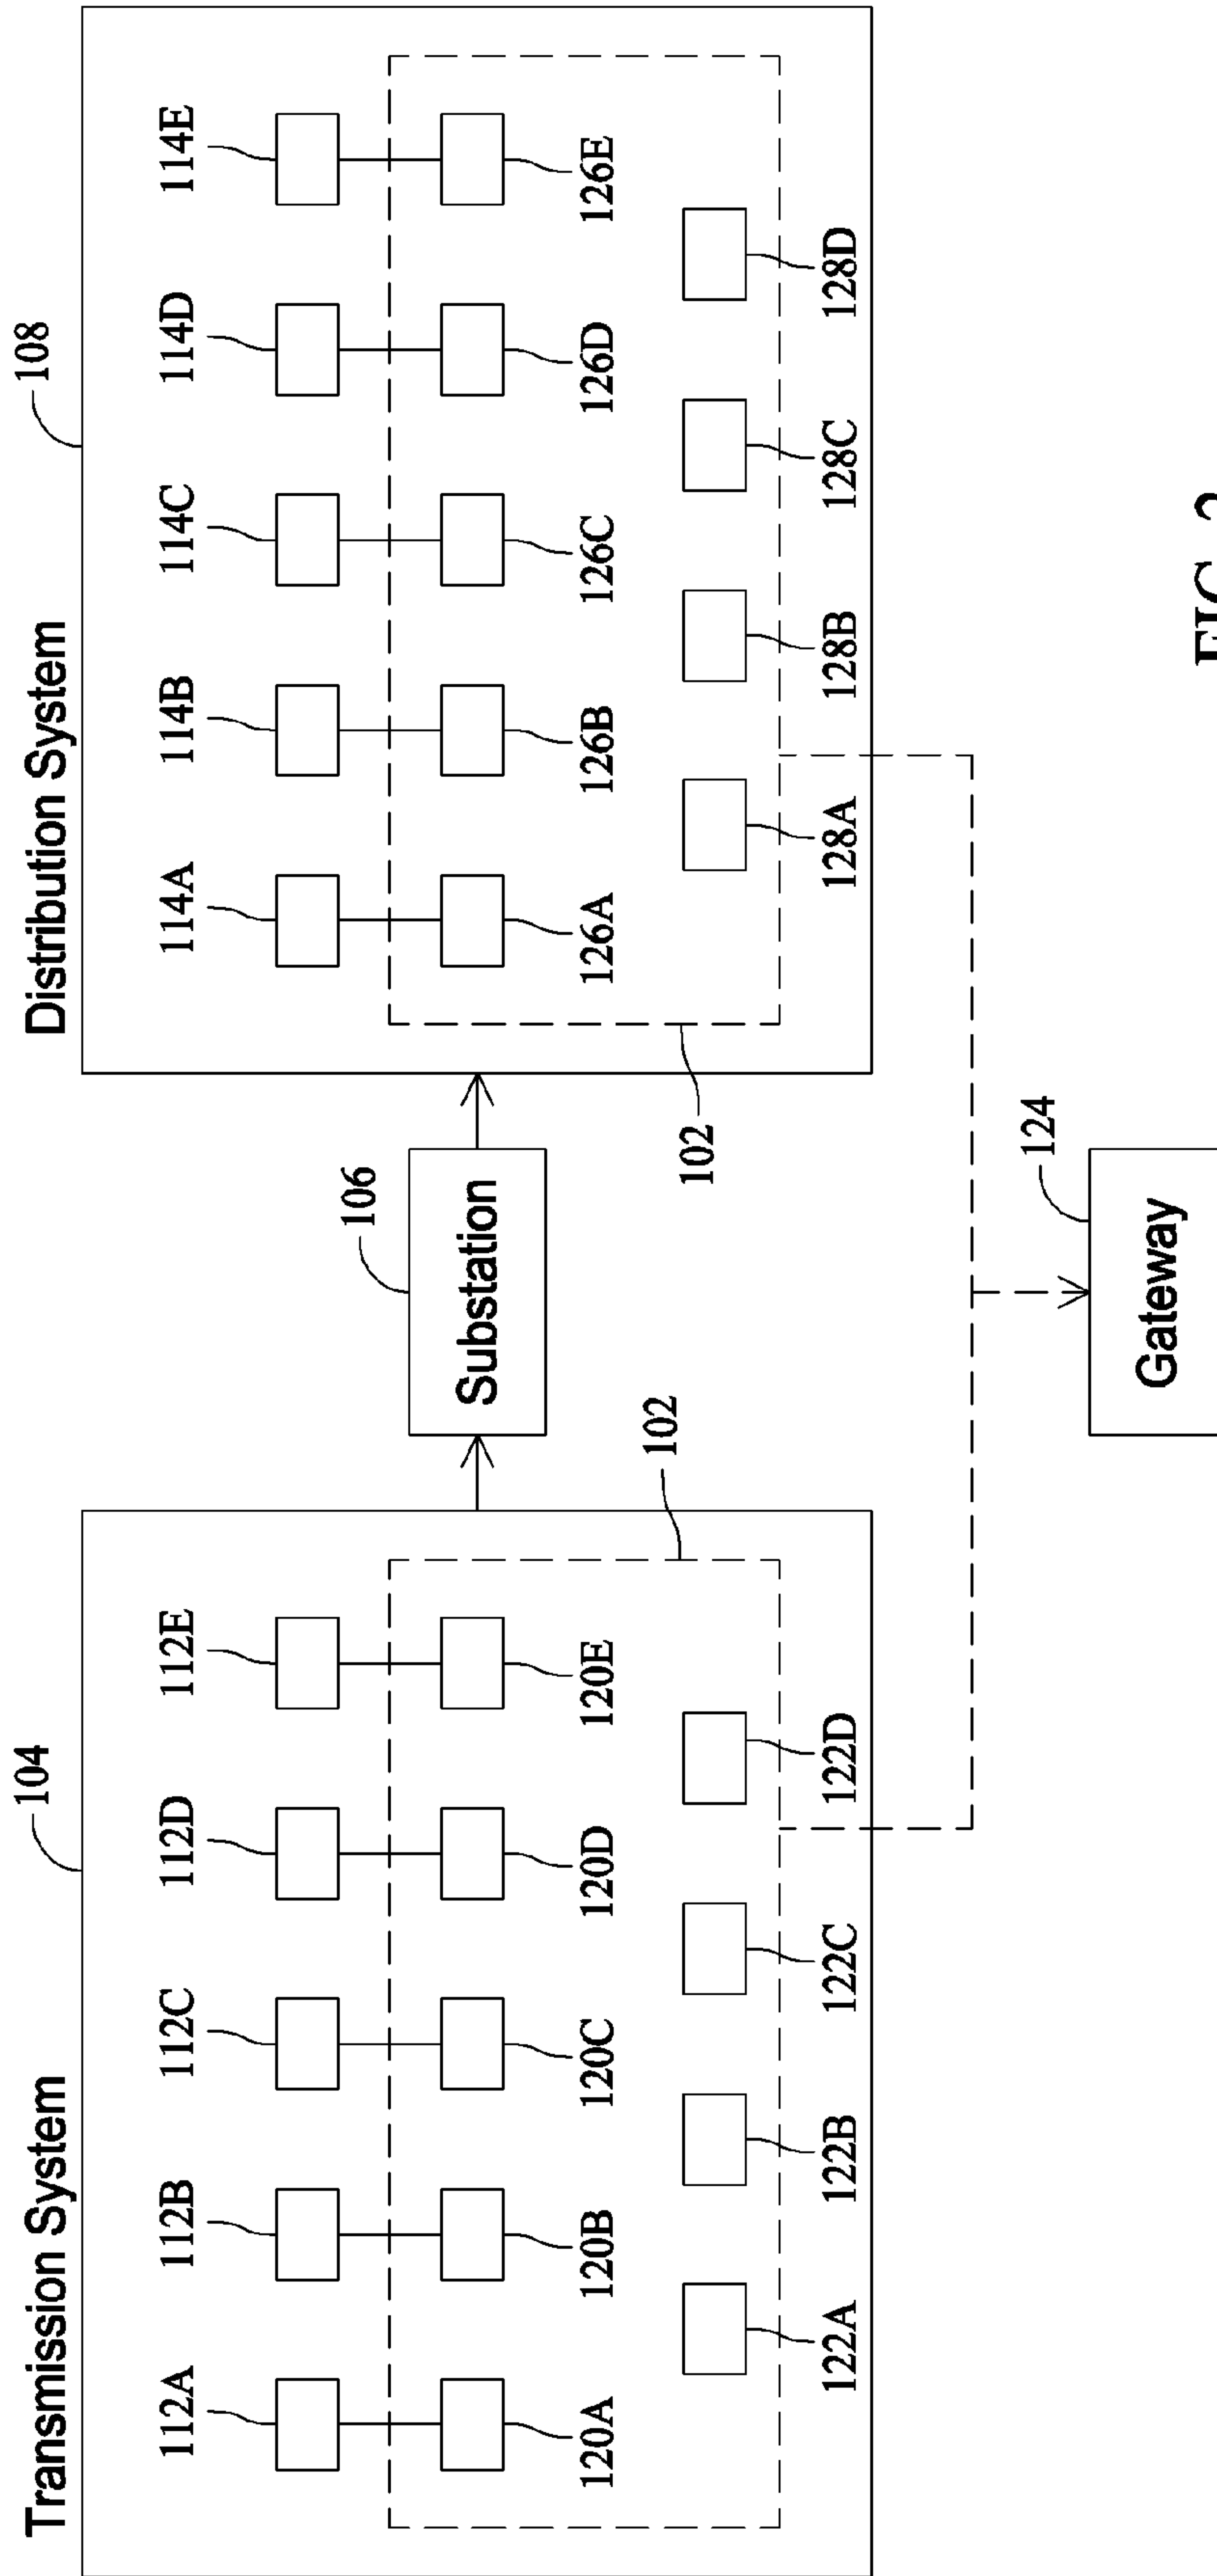 Transmission System
Distribution System
104
108
112A
112B
112C
112D
112E
114A
114B
114C
114D
114E
106
Substation
120A
120B
120C
120D
120E
126A
126B
126C
126D
126E
102
102
122A
122B
122C
122D
128A
128B
128C
128D
124
Gateway